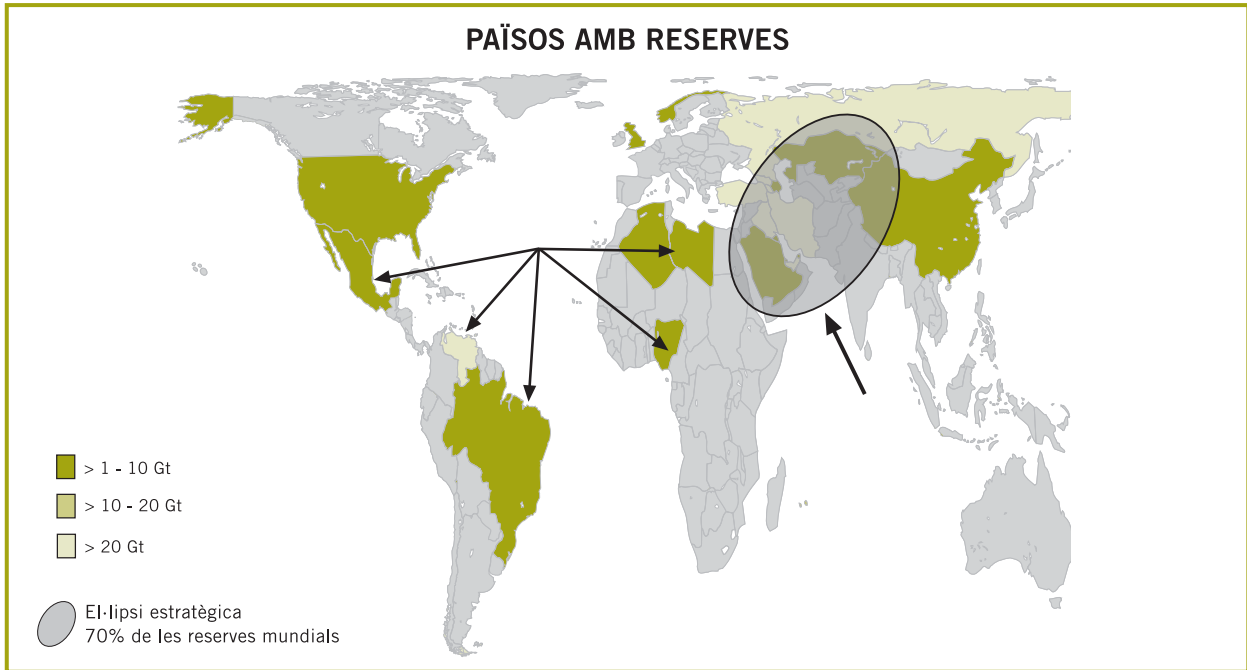 PAÏSOS AMB RESERVES
> 1 - 10 Gt
> 10 - 20 Gt
> 20 Gt
El·lipsi estratègica
70% de les reserves mundials